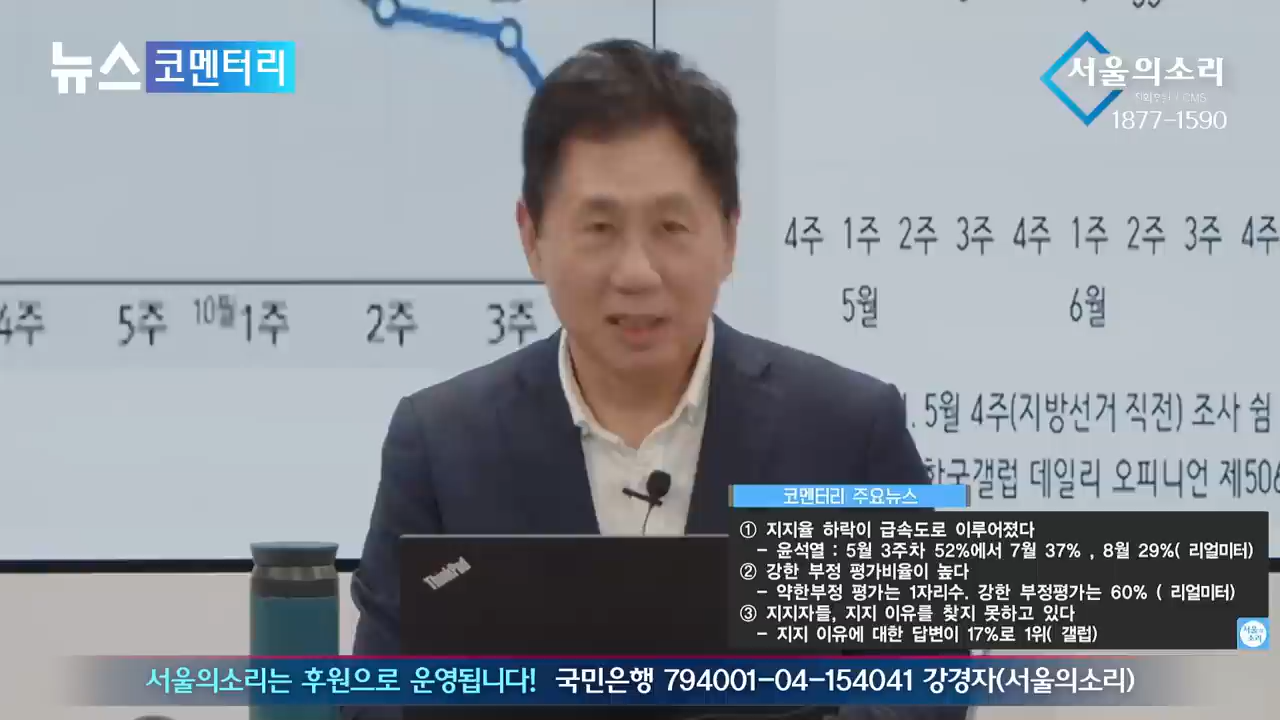 뉴스 코멘터리
서울의소리
1877-1590
4주 1주 2주 3주 4주 1주 2주 3주 4주
5월 6월
4주 5주 10월 1주 2주 3주
5월 4주(지방선거 직전) 조사 쉼
한국갤럽 데일리 오피니언 제506
ThinkPad
코멘터리 주요뉴스
① 지지율 하락이 급속도로 이루어졌다
- 윤석열 : 5월 3주차 52%에서 7월 37% , 8월 29%( 리얼미터)
② 강한 부정 평가비율이 높다
- 약한부정 평가는 1자리수. 강한 부정평가는 60% ( 리얼미터)
③ 지지자들, 지지 이유를 찾지 못하고 있다
- 지지 이유에 대한 답변이 17%로 1위( 갤럽)
서울의소리
서울의소리는 후원으로 운영됩니다! 국민은행 794001-04-154041 강경자(서울의소리)